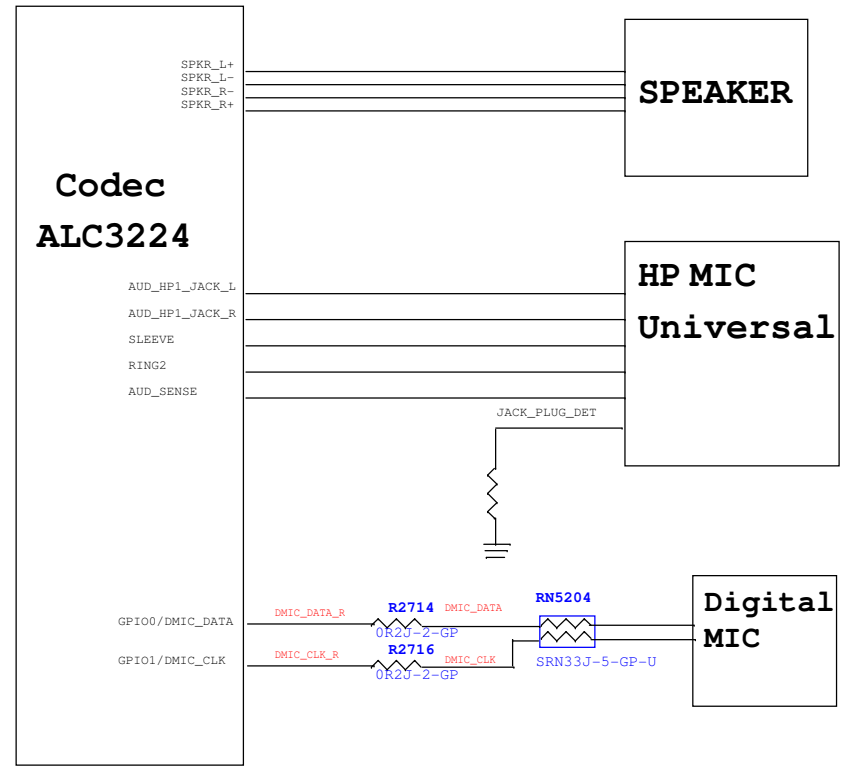 SPKR_L+
SPKR_L-
SPKR_R-
SPKR_R+
SPEAKER
Codec
ALC3224
HP MIC
Universal
AUD_HP1_JACK_L
AUD_HP1_JACK_R
SLEEVE
RING2
AUD_SENSE
JACK_PLUG_DET
GPIO0/DMIC_DATA
DMIC_DATA_R
R2714
DMIC_DATA
0R2J-2-GP
RN5204
Digital
MIC
GPIO1/DMIC_CLK
DMIC_CLK_R
R2716
DMIC_CLK
0R2J-2-GP
SRN33J-5-GP-U